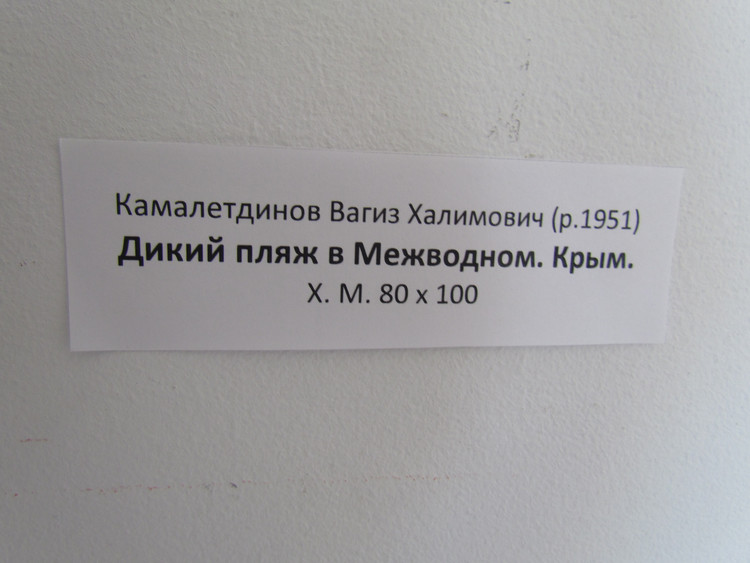 Камалетдинов Вагиз Халимович (р.1951)
Дикий пляж в Межводном. Крым.
Х. М. 80 х 100